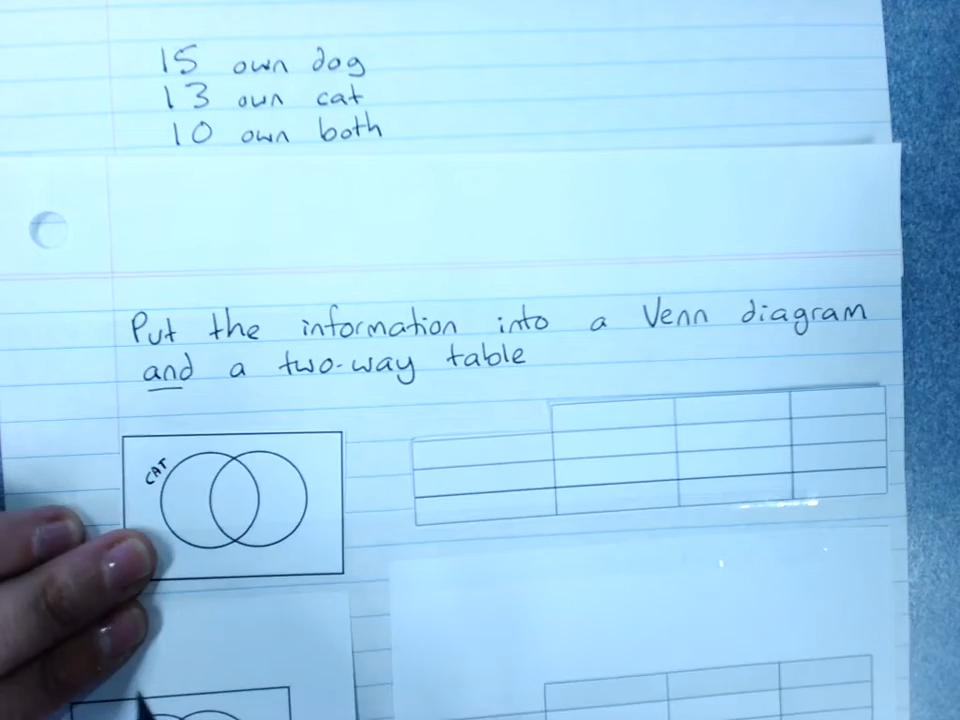 15 own dog
13 own cat
10 own both
Put the information into a Venn diagram
and a two-way table
CAT